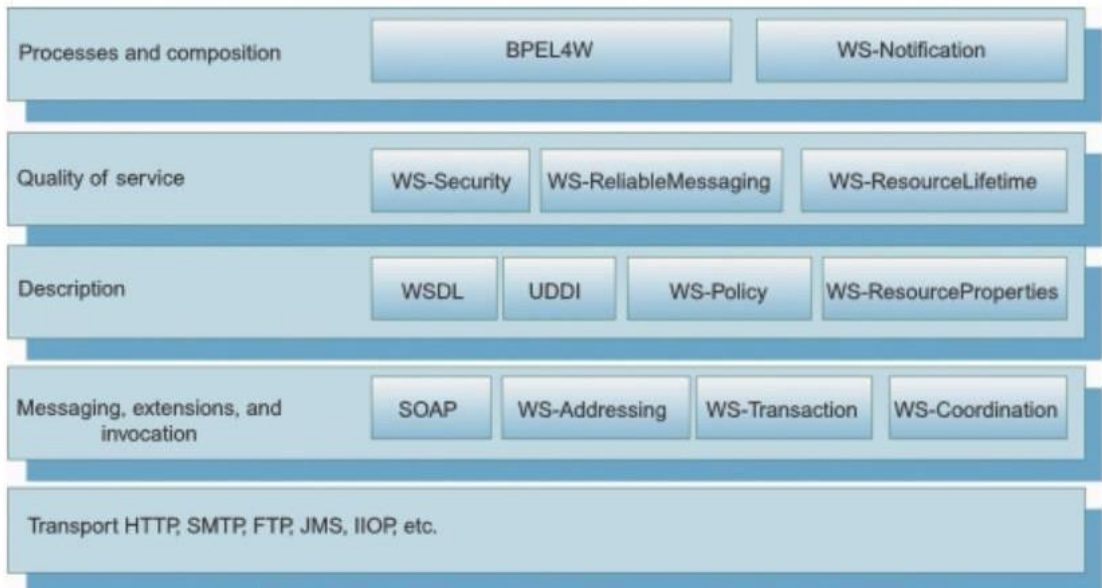 Processes and composition
BPEL4W
WS-Notification
Quality of service
WS-Security
WS-ReliableMessaging
WS-ResourceLifetime
Description
WSDL
UDDI
WS-Policy
WS-ResourceProperties
Messaging, extensions, and
invocation
SOAP
WS-Addressing
WS-Transaction
WS-Coordination
Transport HTTP, SMTP, FTP, JMS, IIOP, etc.